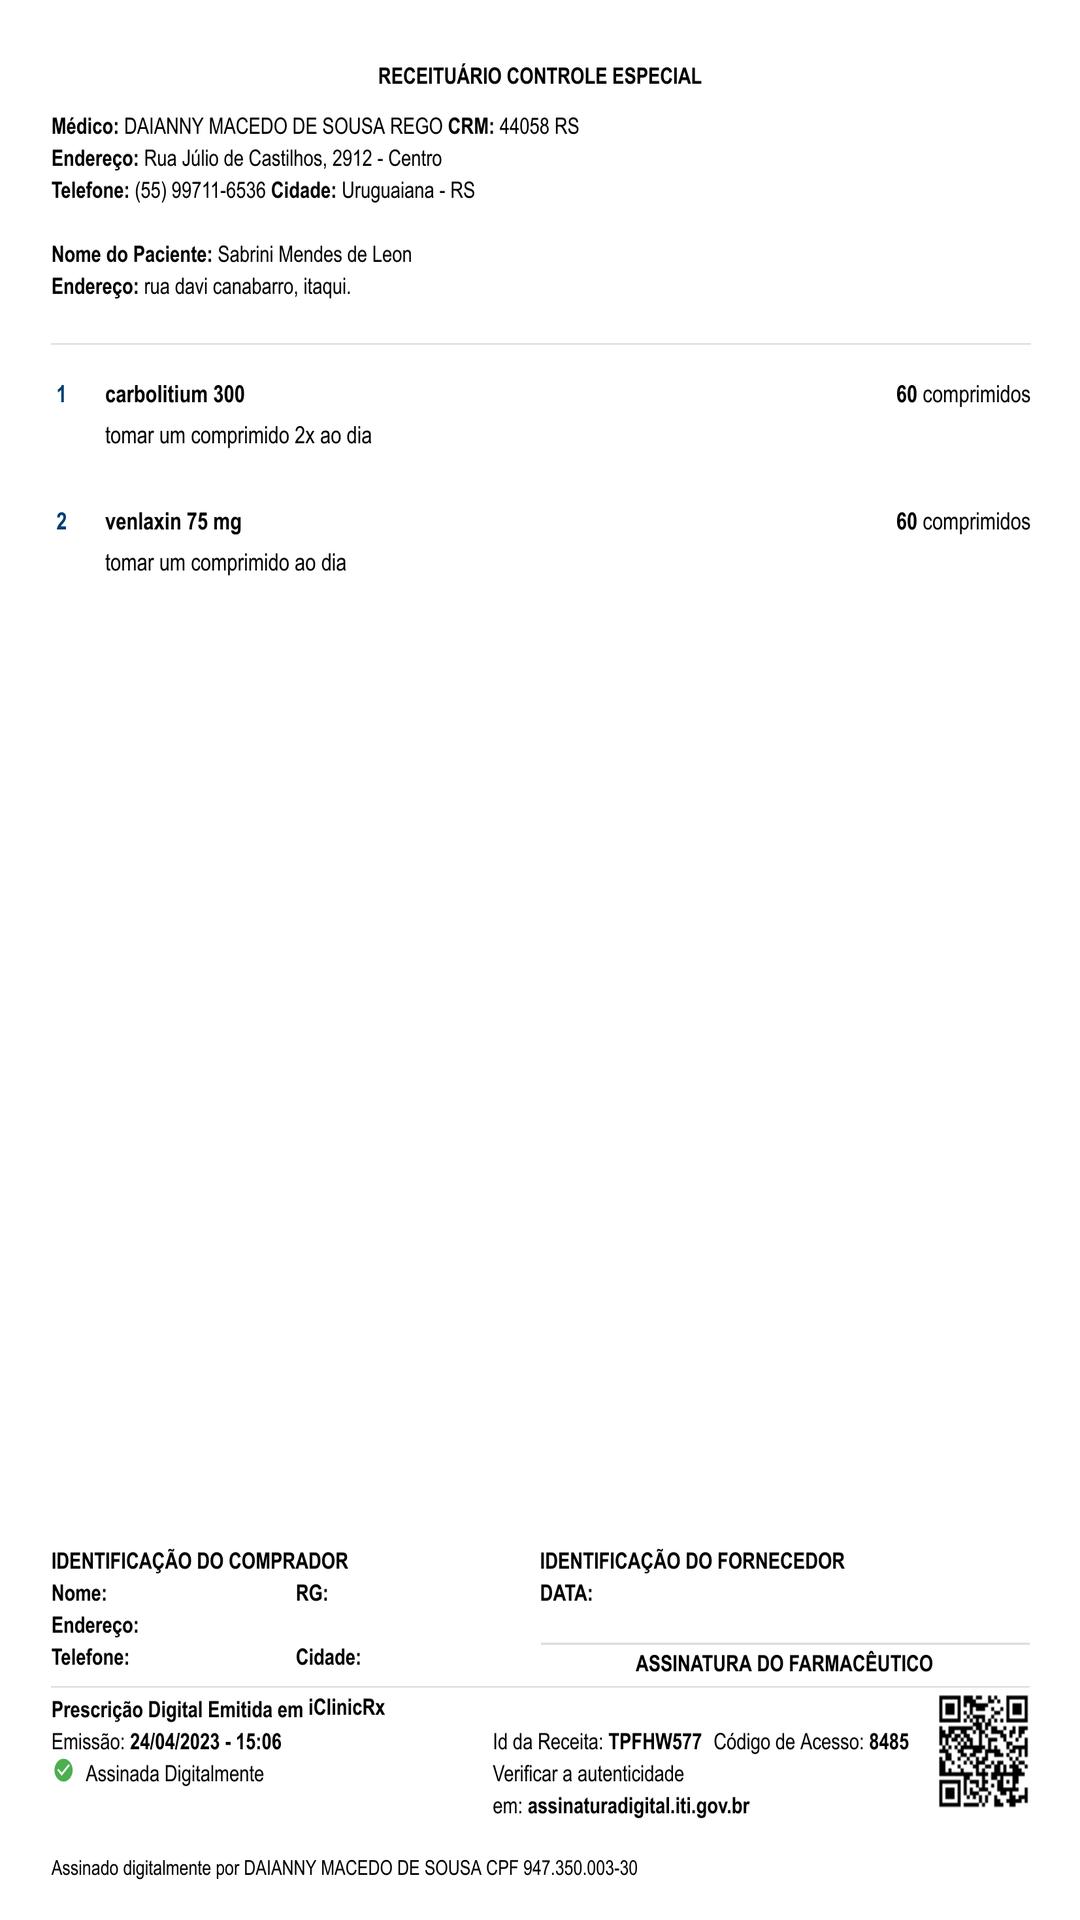 RECEITUÁRIO CONTROLE ESPECIAL
Médico: DAIANNY MACEDO DE SOUSA REGO CRM: 44058 RS
Endereço: Rua Júlio de Castilhos, 2912 - Centro
Telefone: (55) 99711-6536 Cidade: Uruguaiana - RS
Nome do Paciente: Sabrini Mendes de Leon
Endereço: rua davi canabarro, itaqui.
1 carbolitium 300 60 comprimidos
tomar um comprimido 2x ao dia
2 venlaxin 75 mg 60 comprimidos
tomar um comprimido ao dia
IDENTIFICAÇÃO DO COMPRADOR
Nome: RG:
Endereço:
Telefone: Cidade:
IDENTIFICAÇÃO DO FORNECEDOR
DATA:
ASSINATURA DO FARMACÊUTICO
Prescrição Digital Emitida em iClinicRx
Emissão: 24/04/2023 - 15:06
Assinada Digitalmente
Id da Receita: TPFHW577 Código de Acesso: 8485
Verificar a autenticidade
em: assinaturadigital.iti.gov.br
Assinado digitalmente por DAIANNY MACEDO DE SOUSA CPF 947.350.003-30